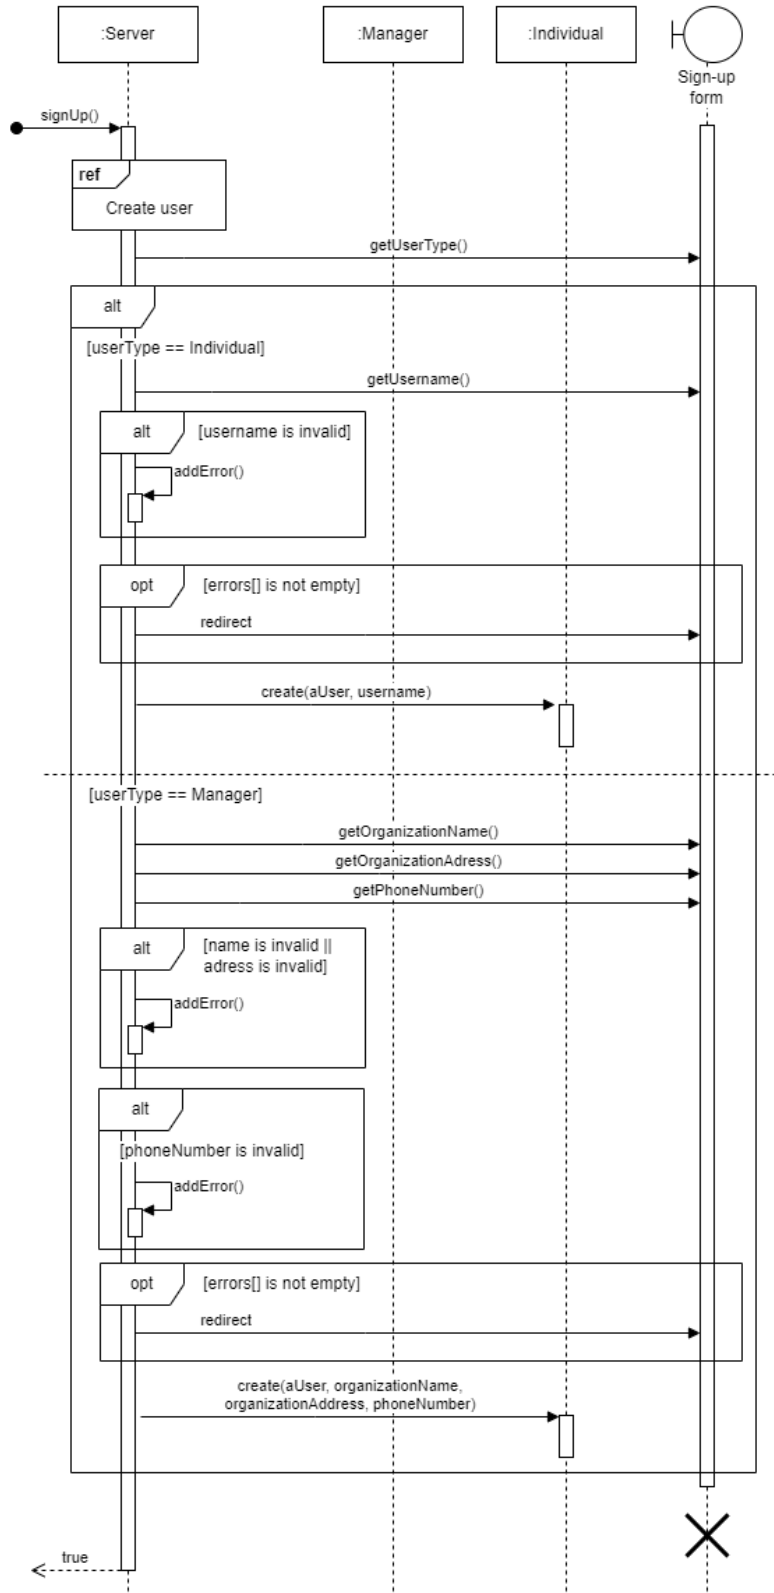 :Server
:Manager
:Individual
Sign-up
form
signUp()
ref
Create user
getUserType()
alt
[userType == Individual]
getUsername()
alt
[username is invalid]
addError()
opt
[errors[] is not empty]
redirect
create(aUser, username)
[userType == Manager]
getOrganizationName()
getOrganizationAdress()
getPhoneNumber()
alt
[name is invalid ||
adress is invalid]
addError()
alt
[phoneNumber is invalid]
addError()
opt
[errors[] is not empty]
redirect
create(aUser, organizationName,
organizationAddress, phoneNumber)
true